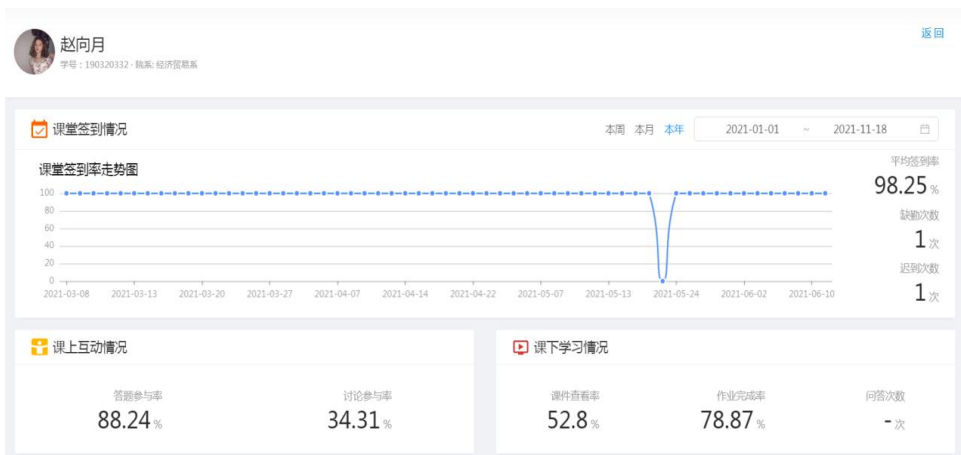 返回
赵向月
学号：190320332 · 院系: 经济贸易系
课堂签到情况
本周 本月 本年 2021-01-01 ~ 2021-11-18
课堂签到率走势图
平均签到率
98.25 %
缺勤次数
1 次
迟到次数
1 次
100
80
60
40
20
0
2021-03-08 2021-03-13 2021-03-20 2021-03-27 2021-04-07 2021-04-14 2021-04-22 2021-05-07 2021-05-13 2021-05-24 2021-06-02 2021-06-10
课上互动情况
答题参与率 讨论参与率
88.24 % 34.31 %
课下学习情况
课件查看率 作业完成率 问答次数
52.8 % 78.87 % - 次